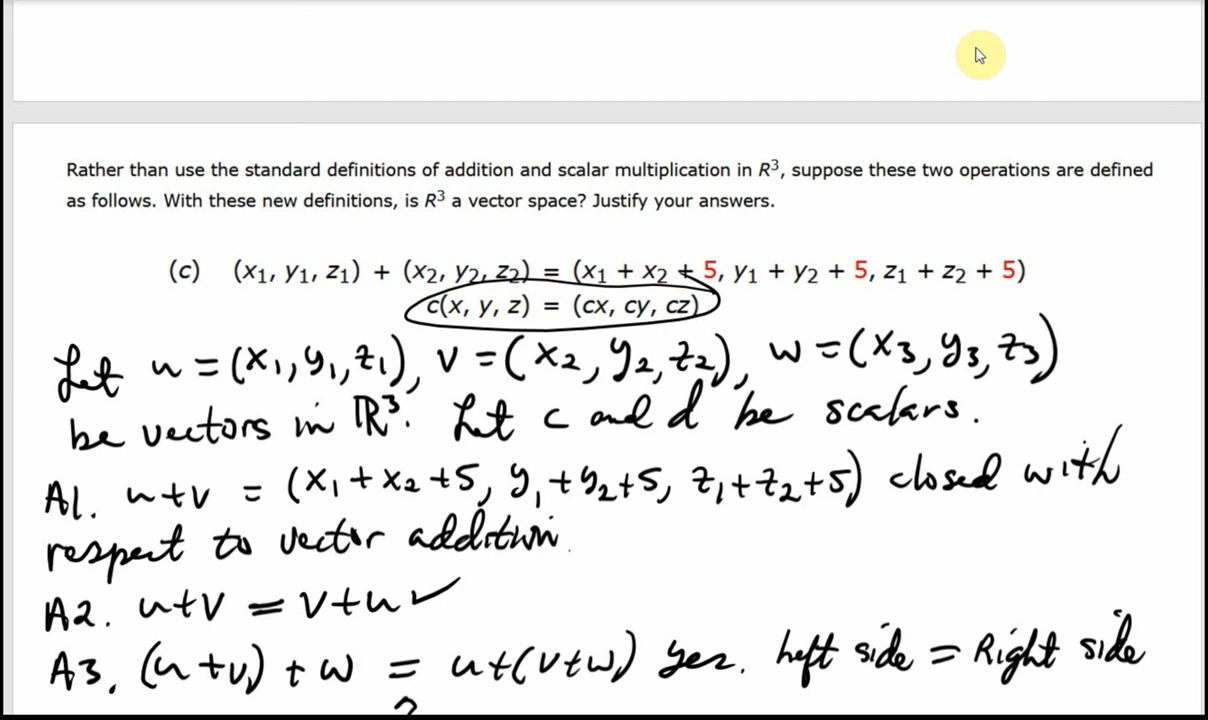 Rather than use the standard definitions of addition and scalar multiplication in R³, suppose these two operations are defined
as follows. With these new definitions, is R³ a vector space? Justify your answers.
(c) (x₁, y₁, z₁) + (x₂, y₂, z₂) = (x₁ + x₂ + 5, y₁ + y₂ + 5, z₁ + z₂ + 5)
c(x, y, z) = (cx, cy, cz)
Let u = (x₁, y₁, z₁), v = (x₂, y₂, z₂), w = (x₃, y₃, z₃)
be vectors in ℝ³. Let c and d be scalars.
A1. u+v = (x₁+x₂+5, y₁+y₂+5, z₁+z₂+5) closed with
respect to vector addition.
A2. u+v = v+u ✓
A3. (u+v)+w = u+(v+w) yes. Left side = Right side
?